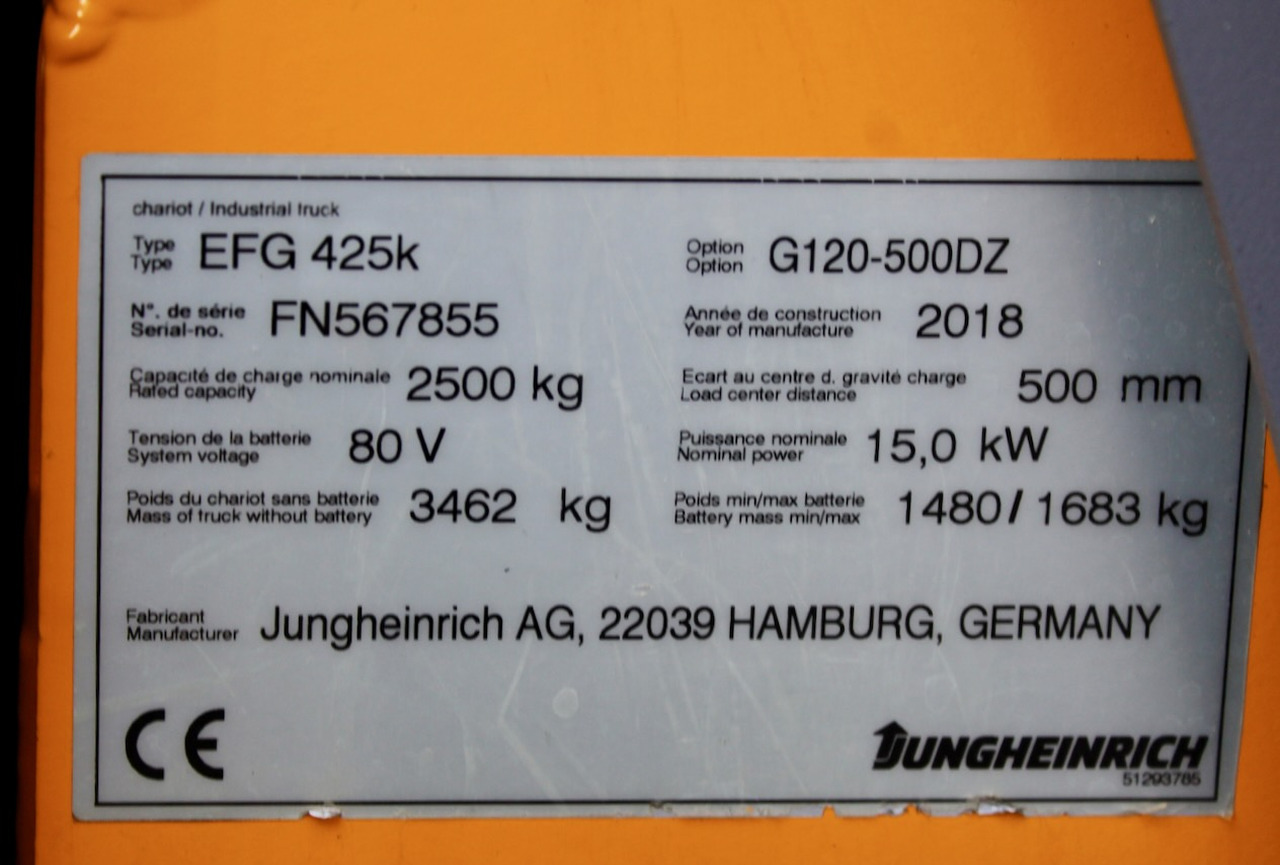 chariot / Industrial truck
Type
Type EFG 425k
Option
Option G120-500DZ
N°. de série
Serial-no. FN567855
Année de construction
Year of manufacture 2018
Capacité de charge nominale
Rated capacity 2500 kg
Ecart au centre d. gravité charge
Load center distance 500 mm
Tension de la batterie
System voltage 80 V
Puissance nominale
Nominal power 15,0 kW
Poids du chariot sans batterie
Mass of truck without battery 3462 kg
Poids min/max batterie
Battery mass min/max 1480 / 1683 kg
Fabricant
Manufacturer Jungheinrich AG, 22039 HAMBURG, GERMANY
CE
JUNGHEINRICH
51293785